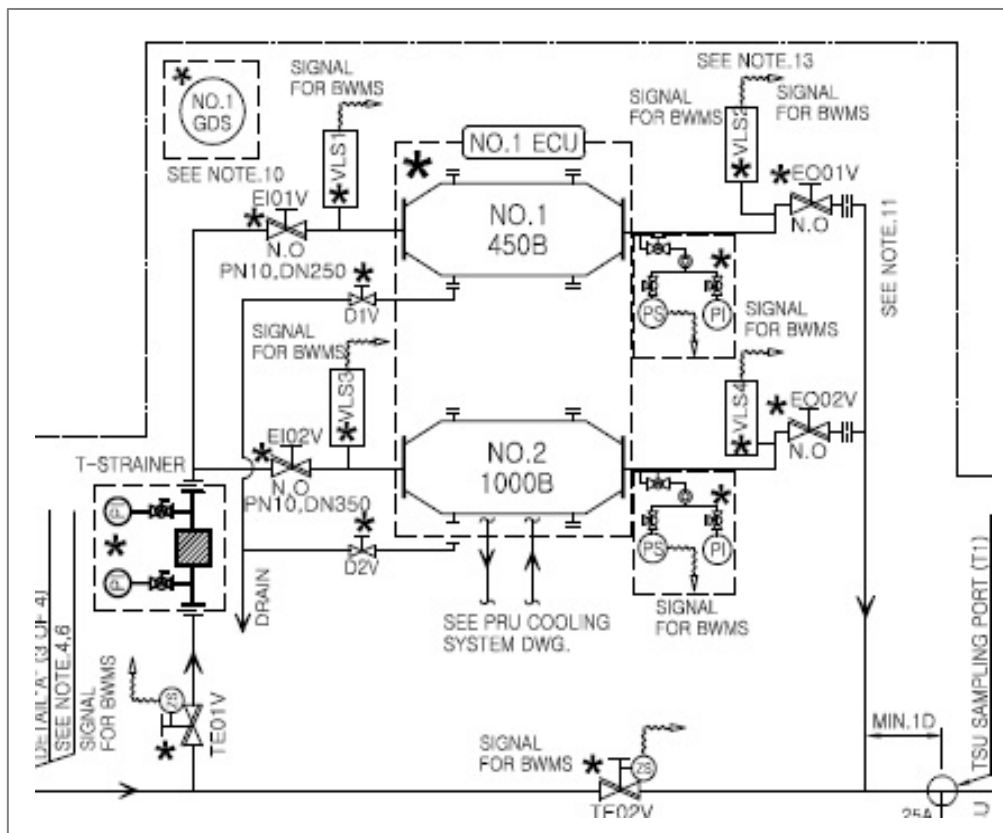 NO.1
GDS
SEE NOTE.10
SIGNAL
FOR BWMS
VLS1
EI01V
N.O
PN10,DN250
NO.1 ECU
NO.1
450B
D1V
SEE NOTE.13
SIGNAL
FOR BWMS
SIGNAL
FOR BWMS
VLS2
EO01V
N.O
SEE NOTE.11
PS
PI
SIGNAL
FOR BWMS
SIGNAL
FOR BWMS
VLS3
EI02V
N.O
PN10,DN350
NO.2
1000B
D2V
VLS4
EO02V
N.O
PS
PI
SIGNAL
FOR BWMS
T-STRAINER
PI
PI
DRAIN
SEE PRU COOLING
SYSTEM DWG.
DETAIL "A" (3 OF 4)
SEE NOTE.4,6
SIGNAL
FOR BWMS
ZS
TE01V
SIGNAL
FOR BWMS
ZS
TE02V
MIN.1D
TSU SAMPLING PORT (T1)
25A